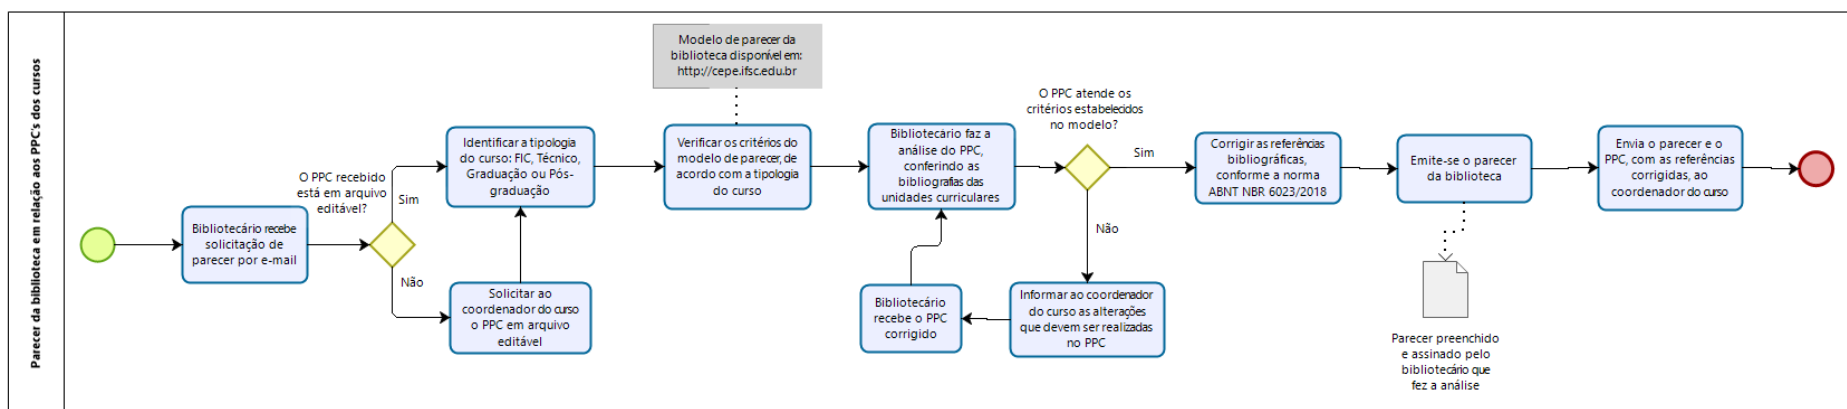 Parecer da biblioteca em relação aos PPC's dos cursos
Bibliotecário recebe
solicitação de
parecer por e-mail
O PPC recebido
está em arquivo
editável?
Sim
Não
Identificar a tipologia
do curso: FIC, Técnico,
Graduação ou Pós-
graduação
Solicitar ao
coordenador do curso
o PPC em arquivo
editável
Modelo de parecer da
biblioteca disponível em:
http://cepe.ifsc.edu.br
Verificar os critérios do
modelo de parecer, de
acordo com a tipologia
do curso
Bibliotecário faz a
análise do PPC,
conferindo as
bibliografias das
unidades curriculares
O PPC atende os
critérios estabelecidos
no modelo?
Sim
Não
Informar ao coordenador
do curso as alterações
que devem ser realizadas
no PPC
Bibliotecário
recebe o PPC
corrigido
Corrigir as referências
bibliográficas,
conforme a norma
ABNT NBR 6023/2018
Emite-se o parecer
da biblioteca
Parecer preenchido
e assinado pelo
bibliotecário que
fez a análise
Envia o parecer e o
PPC, com as referências
corrigidas, ao
coordenador do curso